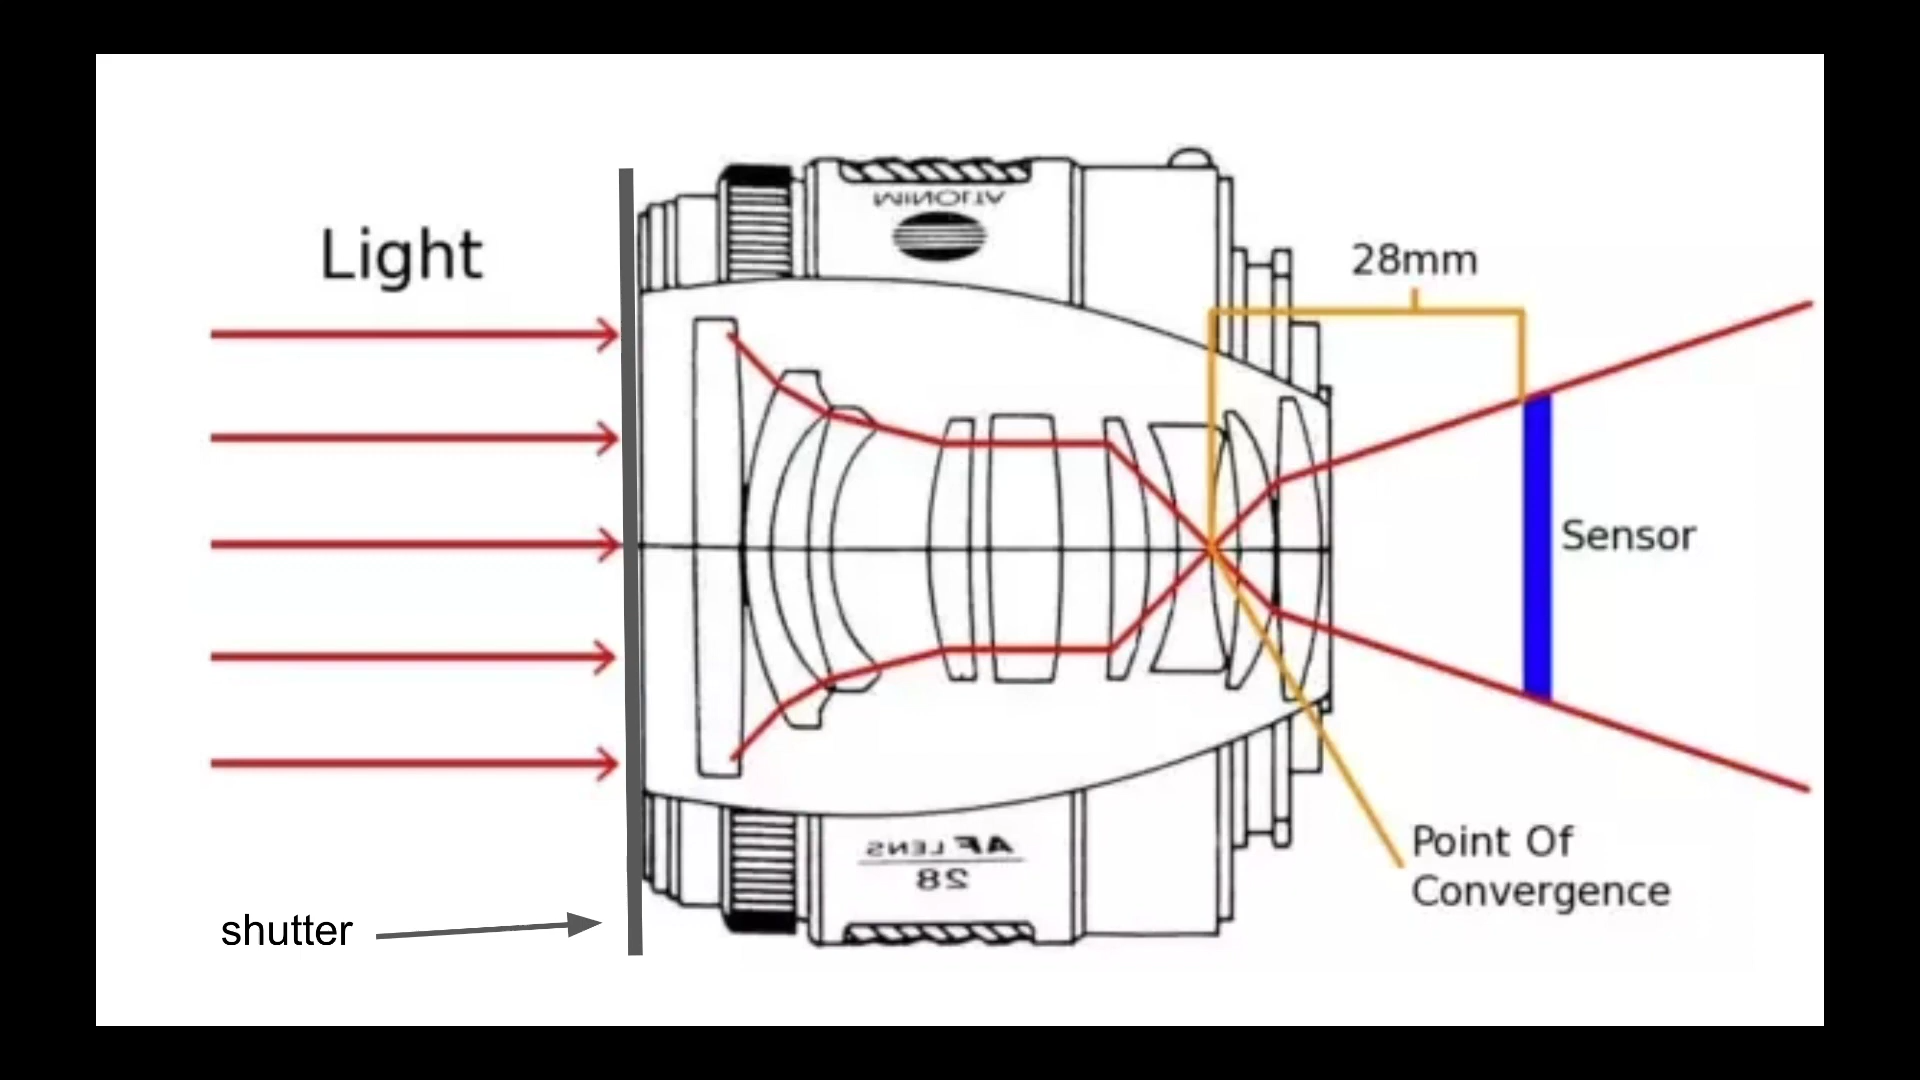 Light
MINOLTA
28mm
Sensor
AF LENS
28
Point Of
Convergence
shutter